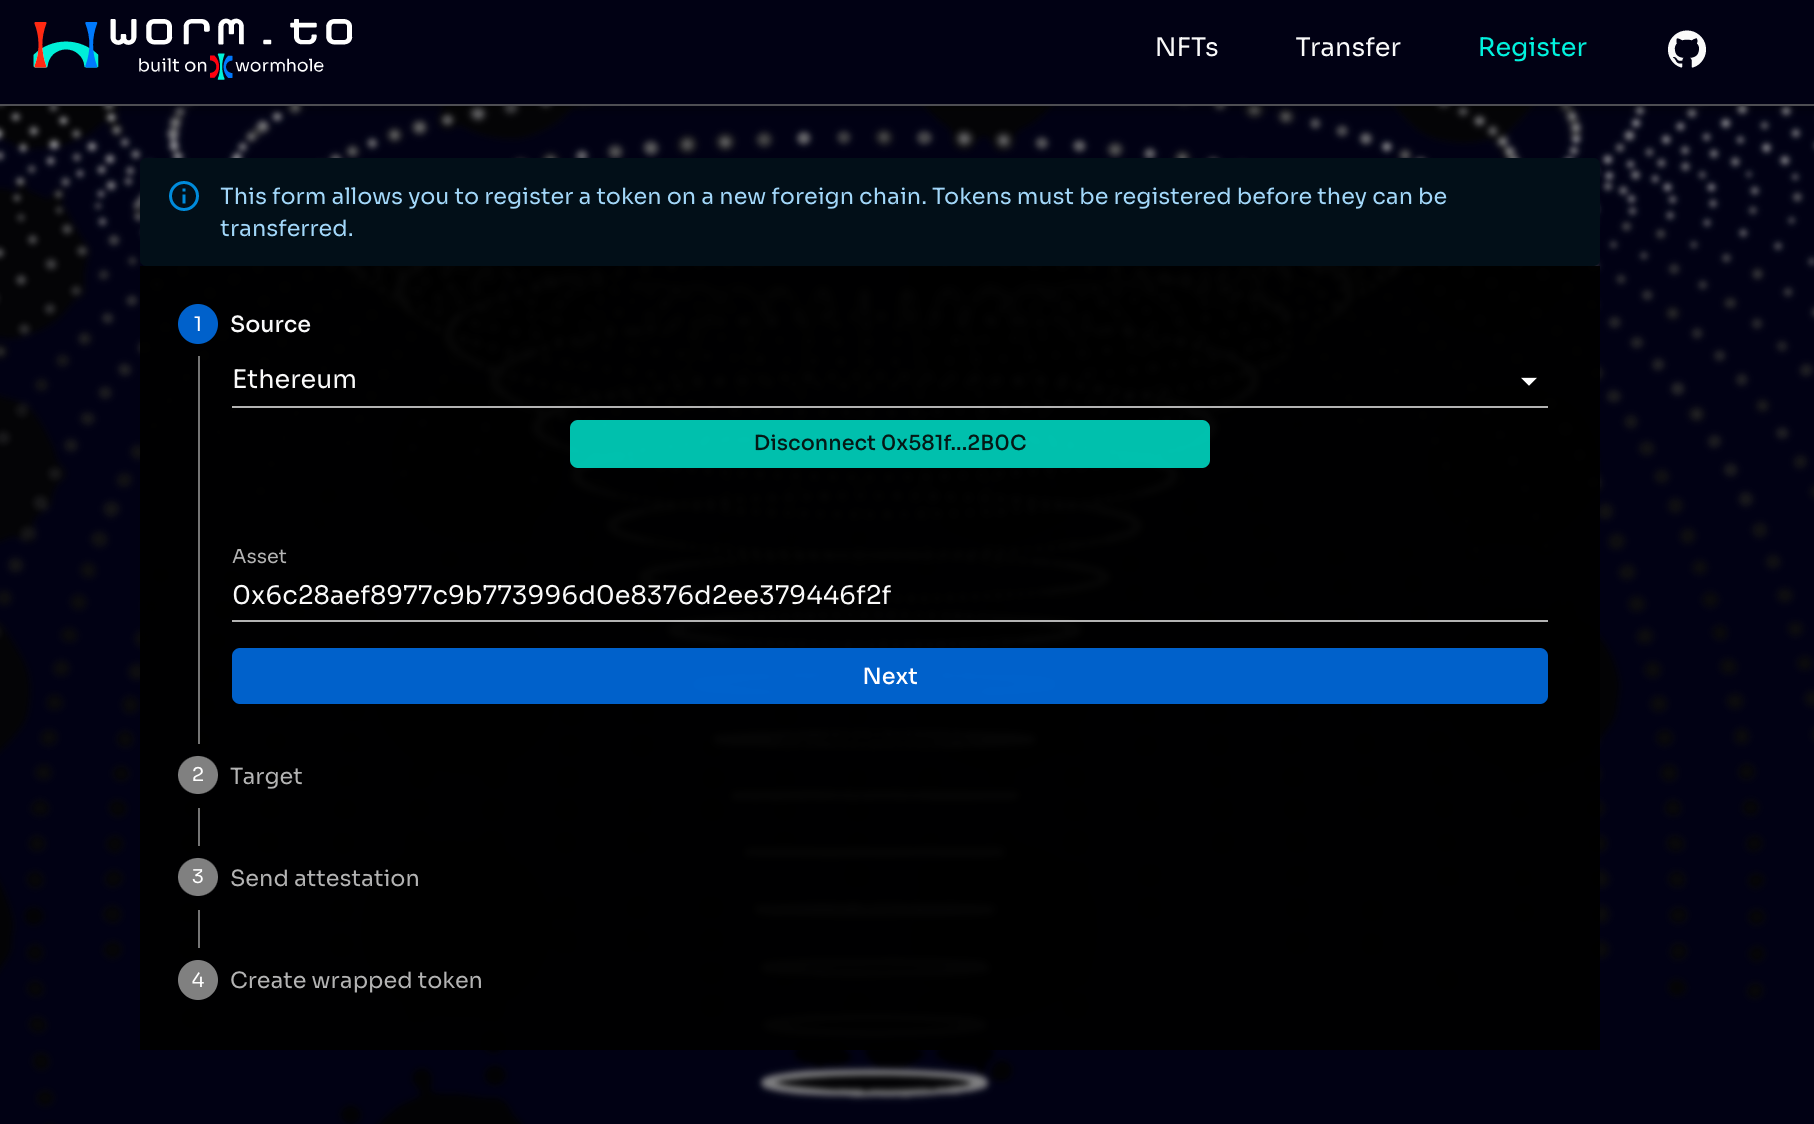 worm.to
built on wormhole
NFTs
Transfer
Register
This form allows you to register a token on a new foreign chain. Tokens must be registered before they can be
transferred.
1 Source
Ethereum
Disconnect 0x581f...2B0C
Asset
0x6c28aef8977c9b773996d0e8376d2ee379446f2f
Next
2 Target
3 Send attestation
4 Create wrapped token